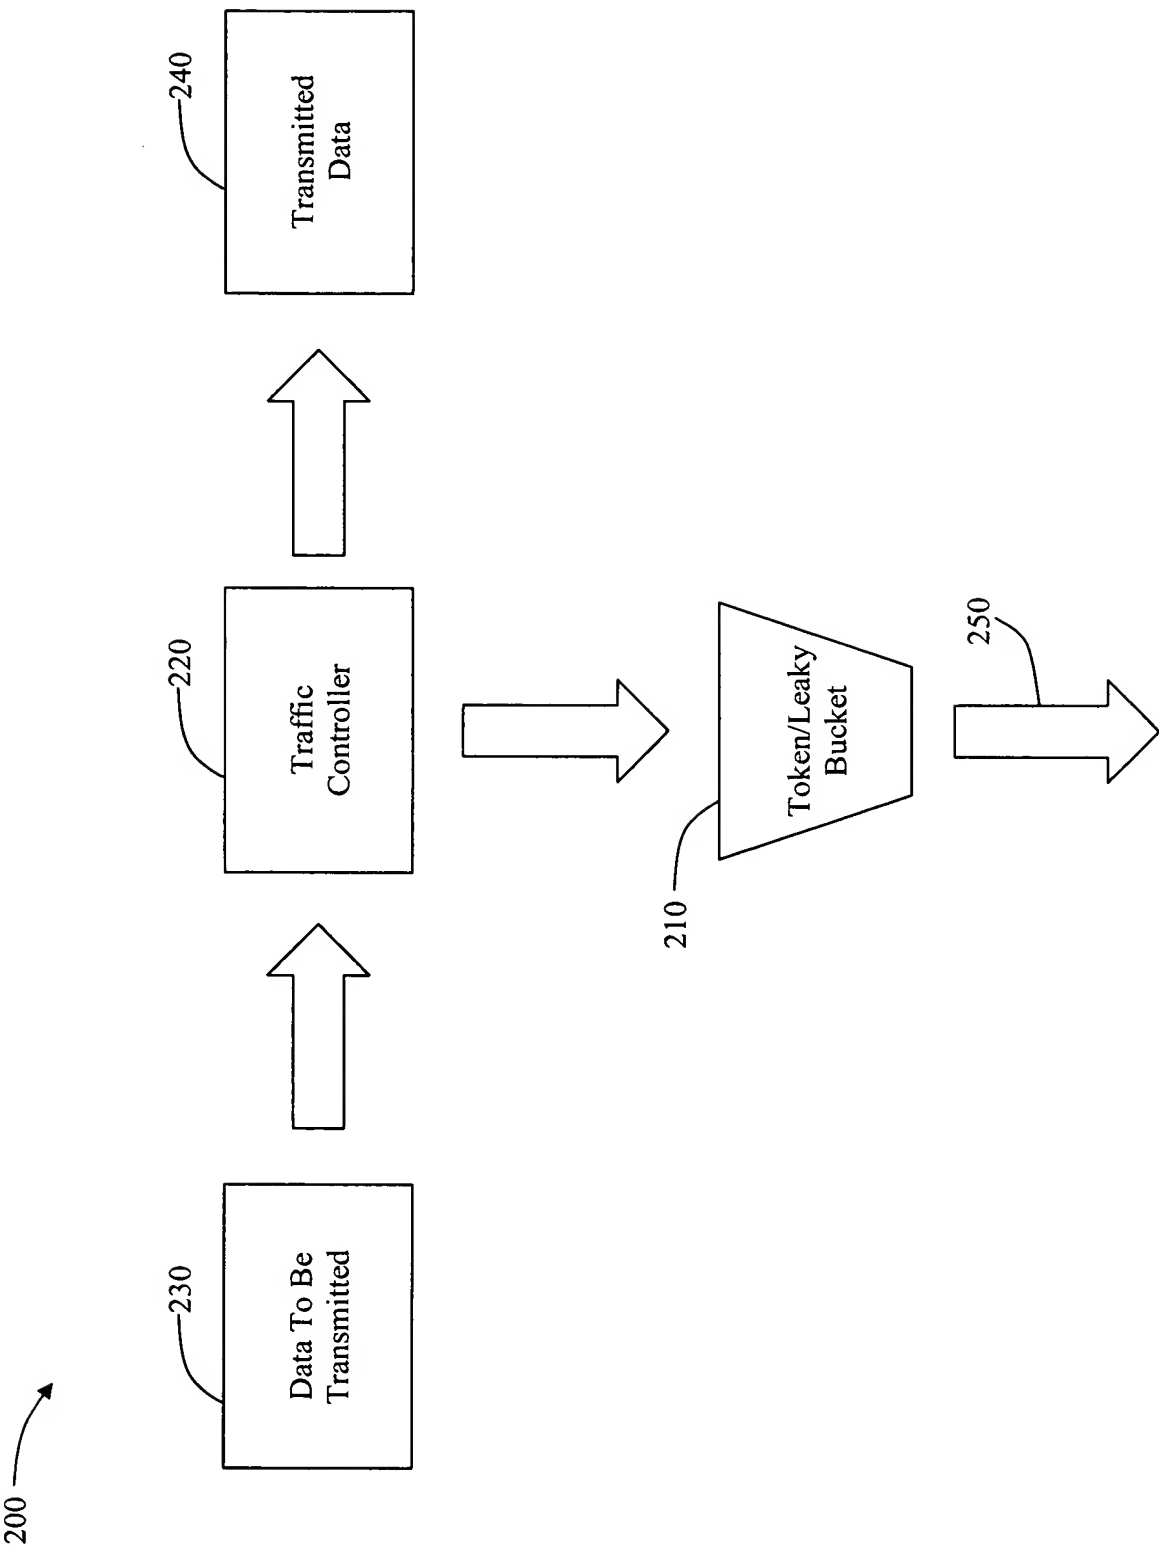 200
230
Data To Be
Transmitted
220
Traffic
Controller
240
Transmitted
Data
210
Token/Leaky
Bucket
250